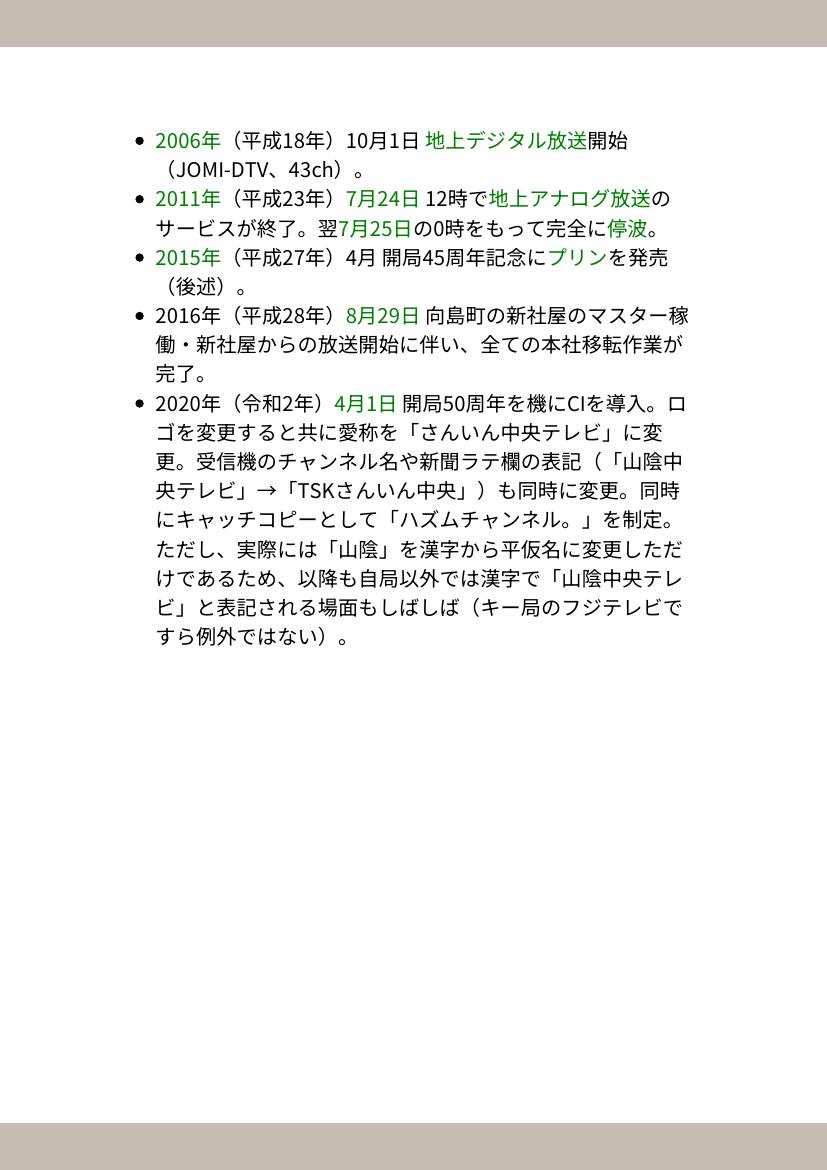 • 2006年（平成18年）10月1日 地上デジタル放送開始
（JOMI-DTV、43ch）。
• 2011年（平成23年）7月24日 12時で地上アナログ放送の
サービスが終了。翌7月25日の0時をもって完全に停波。
• 2015年（平成27年）4月 開局45周年記念にプリンを発売
（後述）。
• 2016年（平成28年）8月29日 向島町の新社屋のマスター稼
働・新社屋からの放送開始に伴い、全ての本社移転作業が
完了。
• 2020年（令和2年）4月1日 開局50周年を機にCIを導入。ロ
ゴを変更すると共に愛称を「さんいん中央テレビ」に変
更。受信機のチャンネル名や新聞ラテ欄の表記（「山陰中
央テレビ」→「TSKさんいん中央」）も同時に変更。同時
にキャッチコピーとして「ハズムチャンネル。」を制定。
ただし、実際には「山陰」を漢字から平仮名に変更しただ
けであるため、以降も自局以外では漢字で「山陰中央テレ
ビ」と表記される場面もしばしば（キー局のフジテレビで
すら例外ではない）。